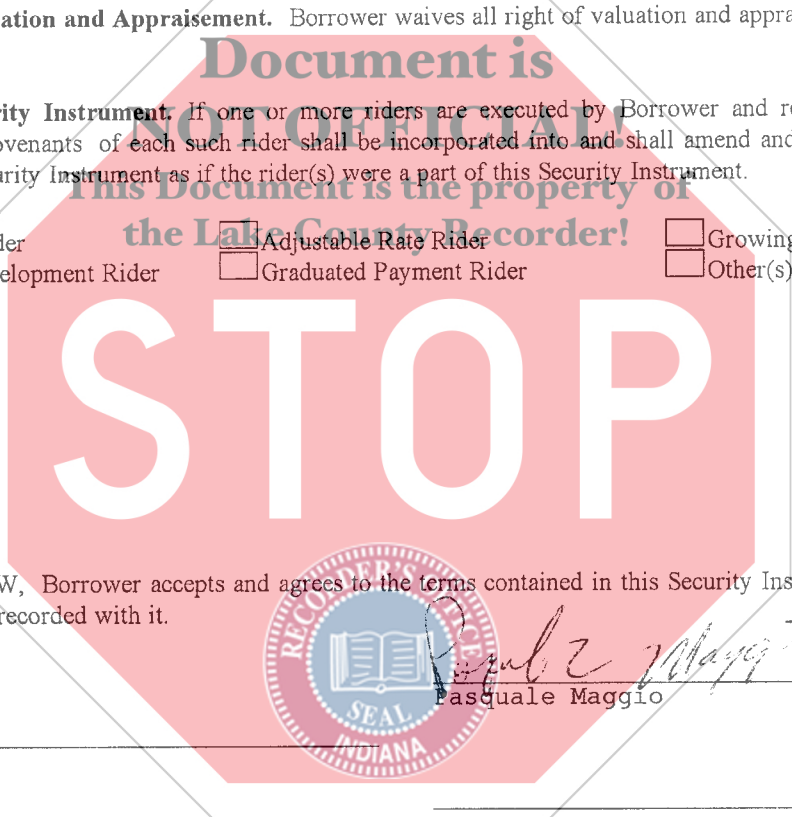 ation and Appraisement. Borrower waives all right of valuation and appra
Document is
rity Instrument. If one or more riders are executed by Borrower and re
NOT OFFICIAL!
ovenants of each such rider shall be incorporated into and shall amend and
urity Instrument as if the rider(s) were a part of this Security Instrument.
This Document is the property of
the Lake County Recorder!
der Adjustable Rate Rider Growing
elopment Rider Graduated Payment Rider Other(s)
STOP
W, Borrower accepts and agrees to the terms contained in this Security Ins
recorded with it.
RECORDER'S OFFICE
SEAL
INDIANA
Pasquale Maggio